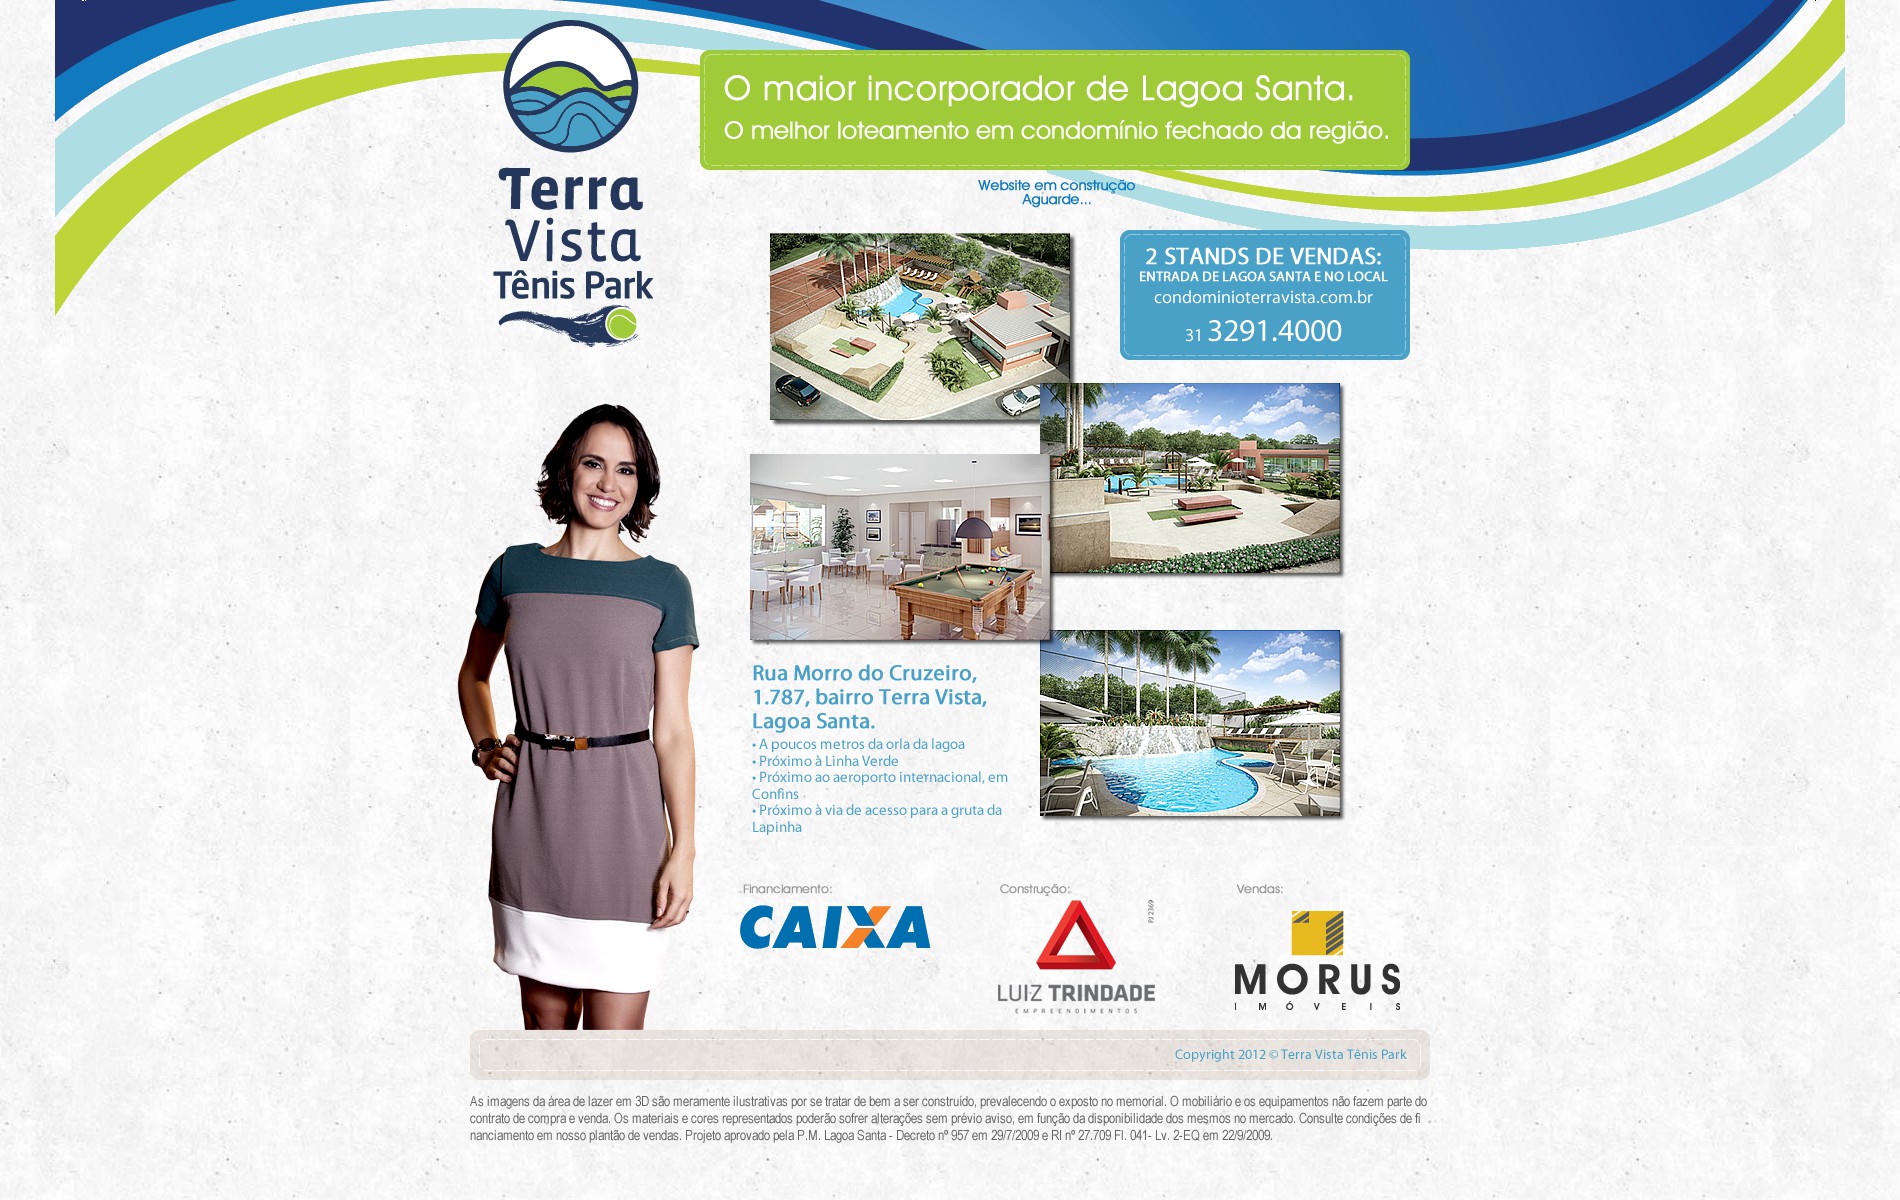 O maior incorporador de Lagoa Santa.
O melhor loteamento em condomínio fechado da região.
Terra
Vista
Tênis Park
Website em construção
Aguarde...
2 STANDS DE VENDAS:
ENTRADA DE LAGOA SANTA E NO LOCAL
condominioterravista.com.br
31 3291.4000
Rua Morro do Cruzeiro,
1.787, bairro Terra Vista,
Lagoa Santa.
• A poucos metros da orla da lagoa
• Próximo à Linha Verde
• Próximo ao aeroporto internacional, em
Confins
• Próximo à via de acesso para a gruta da
Lapinha
Financiamento:
CAIXA
Construção:
PJ 2369
LUIZ TRINDADE
EMPREENDIMENTOS
Vendas:
MORUS
IMÓVEIS
Copyright 2012 © Terra Vista Tênis Park
As imagens da área de lazer em 3D são meramente ilustrativas por se tratar de bem a ser construído, prevalecendo o exposto no memorial. O mobiliário e os equipamentos não fazem parte do
contrato de compra e venda. Os materiais e cores representados poderão sofrer alterações sem prévio aviso, em função da disponibilidade dos mesmos no mercado. Consulte condições de fi
nanciamento em nosso plantão de vendas. Projeto aprovado pela P.M. Lagoa Santa - Decreto nº 957 em 29/7/2009 e RI nº 27.709 Fl. 041- Lv. 2-EQ em 22/9/2009.